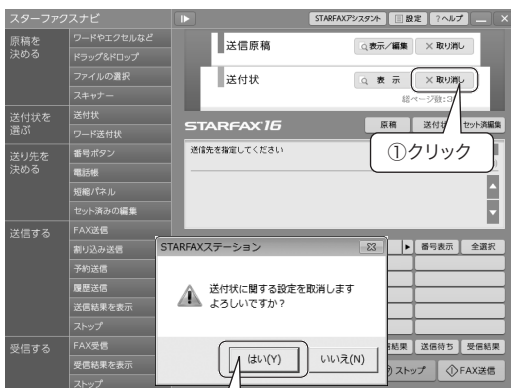 スターファクスナビ
STARFAXアシスタント
設定
?ヘルプ
原稿を
決める
ワードやエクセルなど
ドラッグ&ドロップ
ファイルの選択
スキャナー
送付状を
選ぶ
送付状
ワード送付状
送り先を
決める
番号ボタン
電話帳
短縮パネル
セット済みの編集
送信する
FAX送信
割り込み送信
予約送信
履歴送信
送信結果を表示
ストップ
受信する
FAX受信
受信結果を表示
ストップ
送信原稿
表示/編集
取り消し
送付状
表 示
取り消し
総ページ数:3
STARFAX16
原稿
送付状
セット済編集
①クリック
送信先を指定してください
番号表示
全選択
STARFAXステーション
送付状に関する設定を取消します
よろしいですか?
はい(Y)
いいえ(N)
結果
送信待ち
受信結果
ストップ
FAX送信